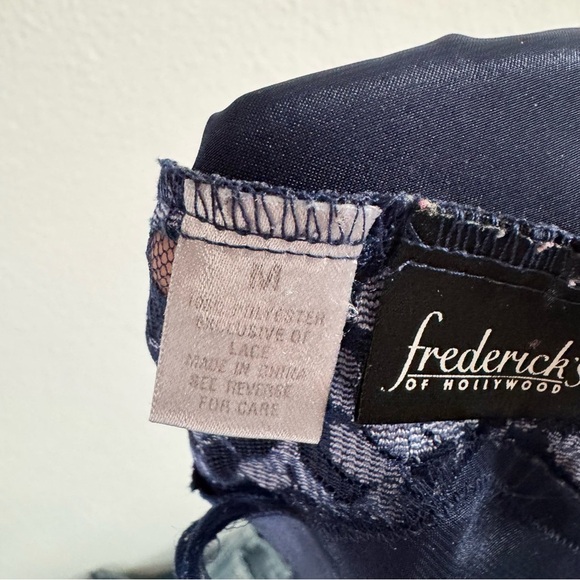 M
100% POLYESTER
EXCLUSIVE OF
LACE
MADE IN CHINA
SEE REVERSE
FOR CARE
frederick's
OF HOLLYWOOD